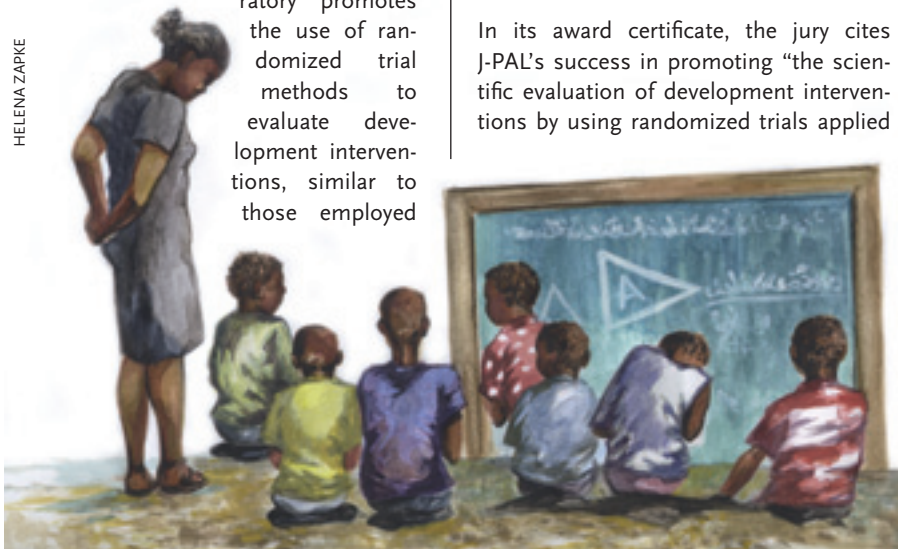 HELENA ZAPKE
ratory promotes
the use of ran-
domized trial
methods to
evaluate deve-
lopment interven-
tions, similar to
those employed
In its award certificate, the jury cites
J-PAL’s success in promoting “the scien-
tific evaluation of development interven-
tions by using randomized trials applied
A